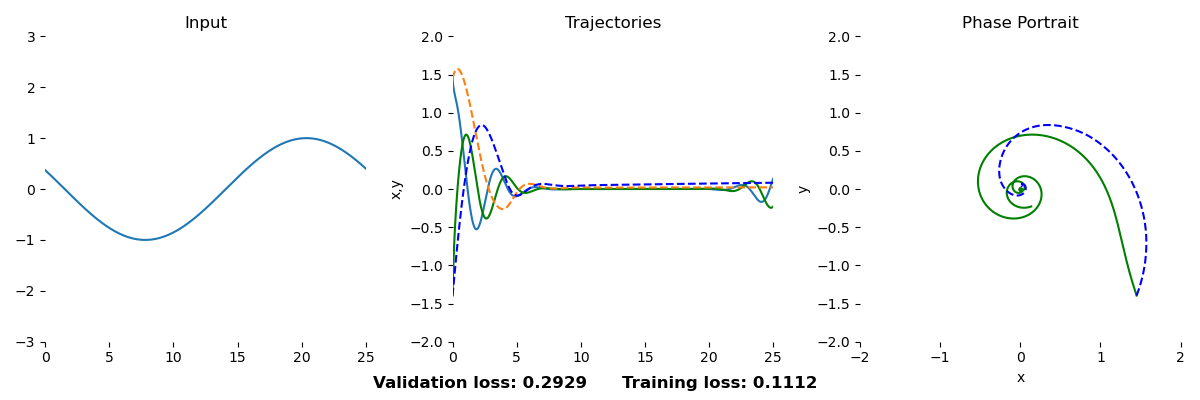 Input
3
2
1
0
−1
−2
−3
0 5 10 15 20 25
Trajectories
x,y
2.0
1.5
1.0
0.5
0.0
−0.5
−1.0
−1.5
−2.0
0 5 10 15 20 25
Phase Portrait
y
2.0
1.5
1.0
0.5
0.0
−0.5
−1.0
−1.5
−2.0
−2 −1 0 1 2
x
Validation loss: 0.2929 Training loss: 0.1112